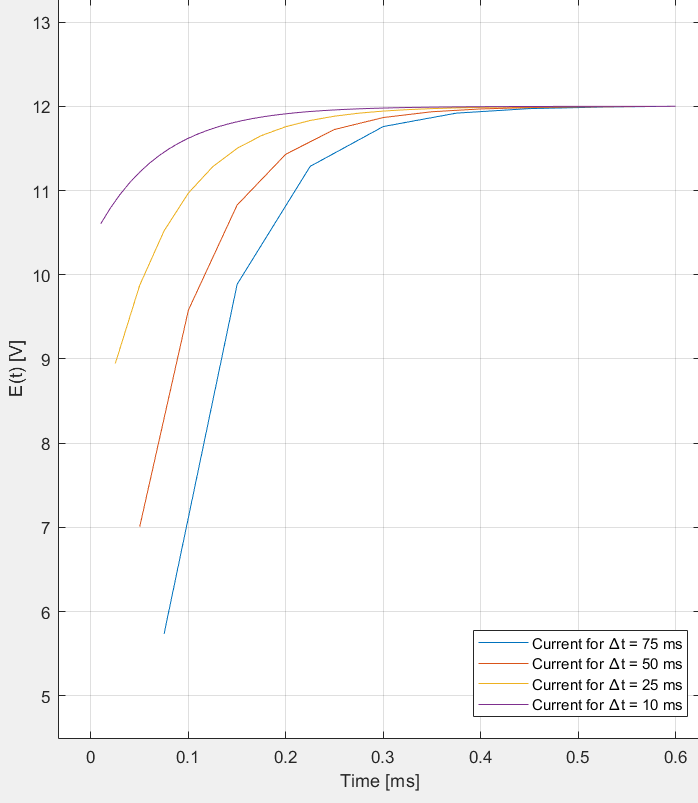 13
12
11
10
9
8
7
6
5
E(t) [V]
0
0.1
0.2
0.3
0.4
0.5
0.6
Time [ms]
Current for Δt = 75 ms
Current for Δt = 50 ms
Current for Δt = 25 ms
Current for Δt = 10 ms